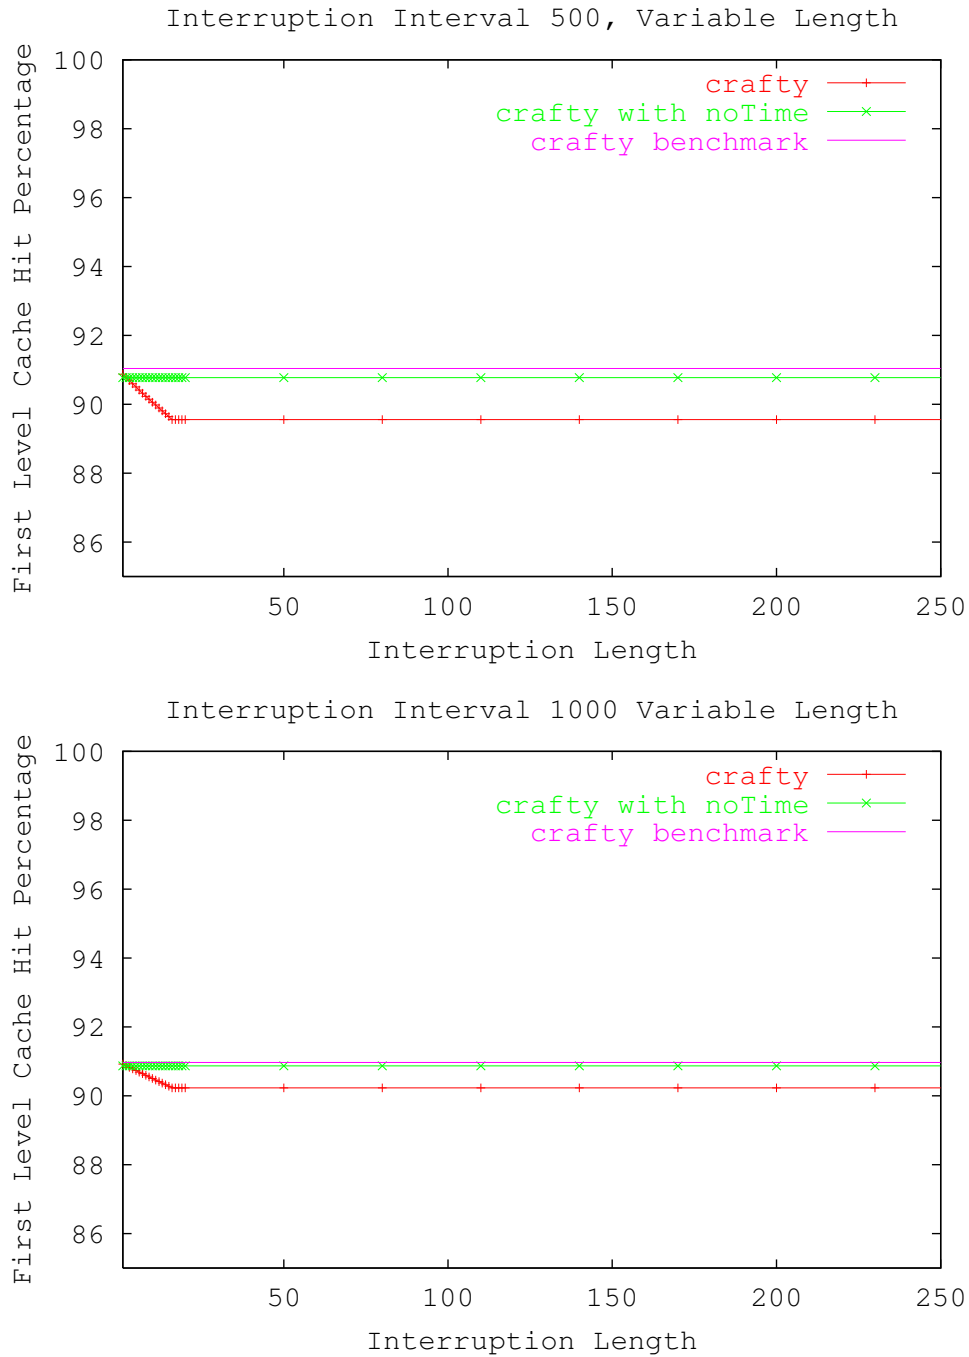 Interruption Interval 500, Variable Length
First Level Cache Hit Percentage
100
98
96
94
92
90
88
86
crafty
crafty with noTime
crafty benchmark
50 100 150 200 250
Interruption Length
Interruption Interval 1000 Variable Length
First Level Cache Hit Percentage
100
98
96
94
92
90
88
86
crafty
crafty with noTime
crafty benchmark
50 100 150 200 250
Interruption Length